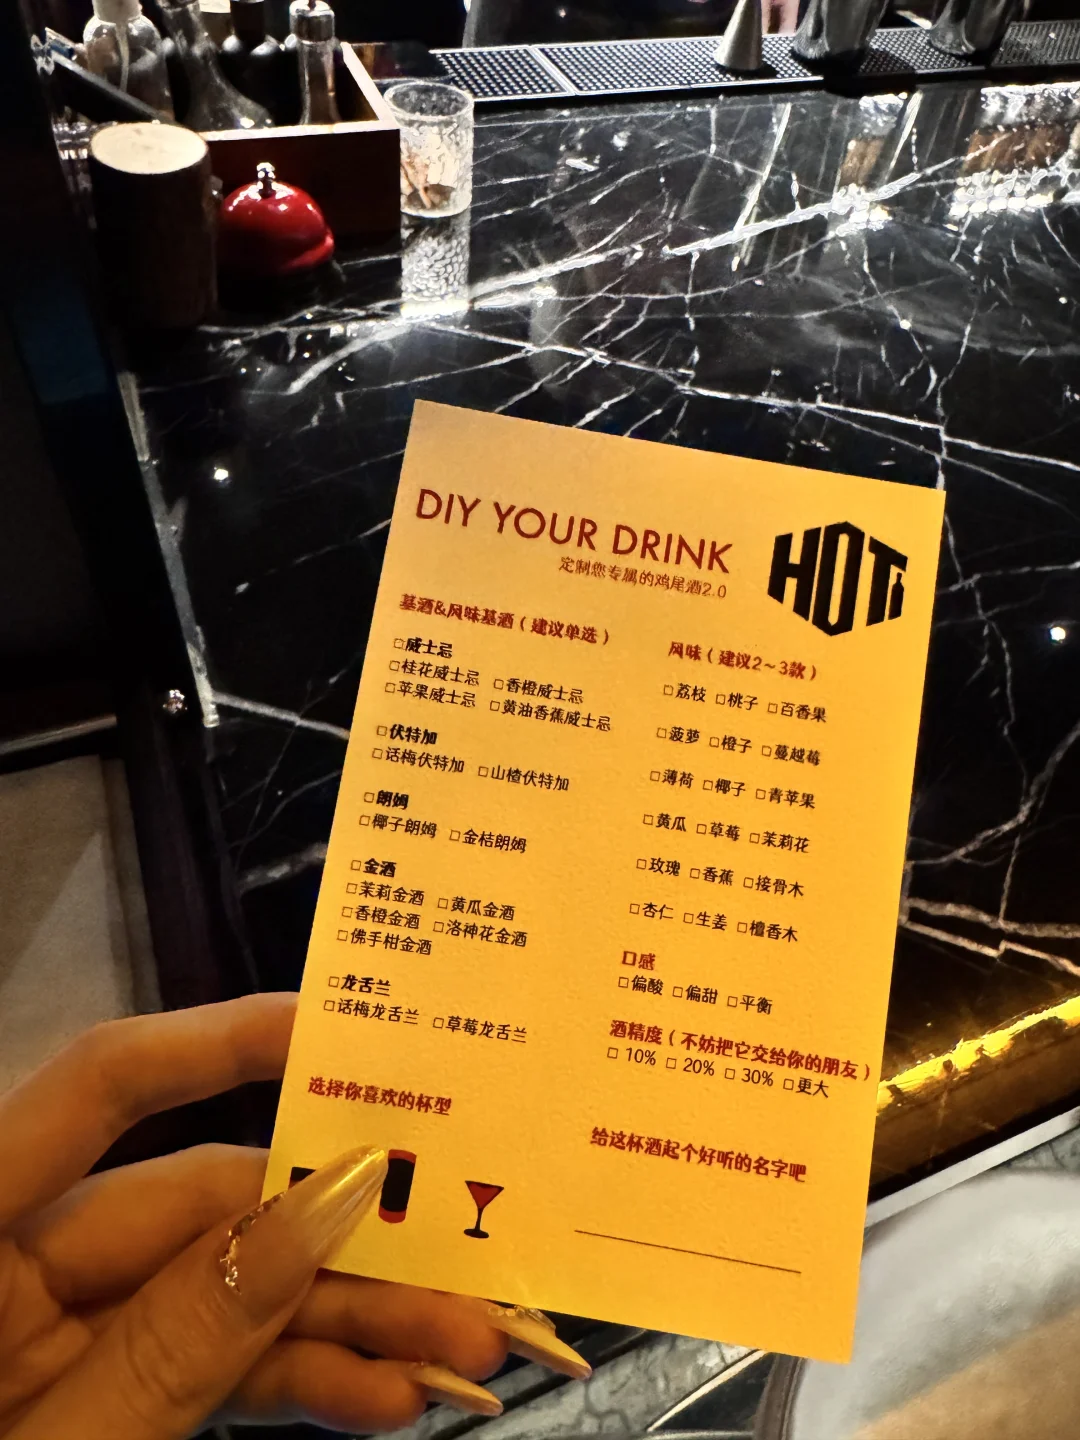 DIY YOUR DRINK
定制您专属的鸡尾酒2.0
HOT
基酒&风味基酒（建议单选）
□威士忌
□桂花威士忌 □香橙威士忌
□苹果威士忌 □黄油香蕉威士忌
□伏特加
□话梅伏特加 □山楂伏特加
□朗姆
□椰子朗姆 □金桔朗姆
□金酒
□茉莉金酒 □黄瓜金酒
□香橙金酒 □洛神花金酒
□佛手柑金酒
□龙舌兰
□话梅龙舌兰 □草莓龙舌兰
选择你喜欢的杯型
风味（建议2～3款）
□荔枝 □桃子 □百香果
□菠萝 □橙子 □蔓越莓
□薄荷 □椰子 □青苹果
□黄瓜 □草莓 □茉莉花
□玫瑰 □香蕉 □接骨木
□杏仁 □生姜 □檀香木
口感
□偏酸 □偏甜 □平衡
酒精度（不妨把它交给你的朋友）
□ 10% □ 20% □ 30% □更大
给这杯酒起个好听的名字吧